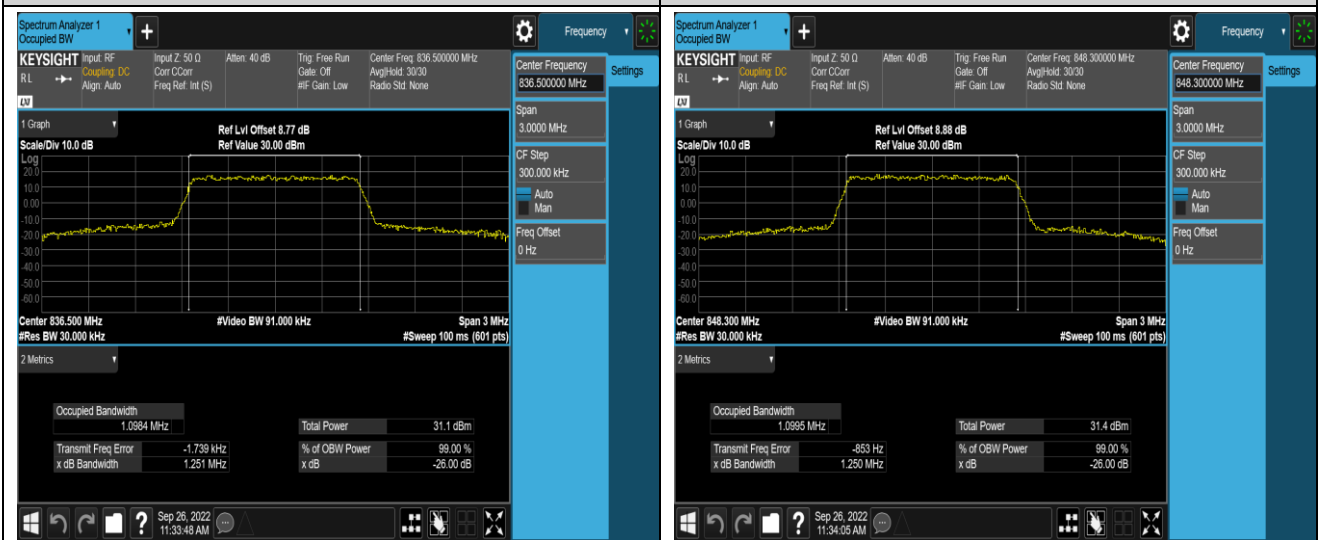 Spectrum Analyzer 1
Occupied BW
Frequency
KEYSIGHT
RL
LXI
Input: RF
Coupling: DC
Align: Auto
Input Z: 50 Ω
Corr CCorr
Freq Ref: Int (S)
Atten: 40 dB
Trig: Free Run
Gate: Off
#IF Gain: Low
Center Freq: 836.500000 MHz
Avg|Hold: 30/30
Radio Std: None
Center Frequency
836.500000 MHz
Settings
Span
3.0000 MHz
CF Step
300.000 kHz
Auto
Man
Freq Offset
0 Hz
1 Graph
Ref Lvl Offset 8.77 dB
Scale/Div 10.0 dB
Ref Value 30.00 dBm
Log
20.0
10.0
0.00
-10.0
-20.0
-30.0
-40.0
-50.0
-60.0
Center 836.500 MHz
#Video BW 91.000 kHz
Span 3 MHz
#Res BW 30.000 kHz
#Sweep 100 ms (601 pts)
2 Metrics
Occupied Bandwidth
1.0984 MHz
Total Power
31.1 dBm
Transmit Freq Error
-1.739 kHz
% of OBW Power
99.00 %
x dB Bandwidth
1.251 MHz
x dB
-26.00 dB
?
Sep 26, 2022
11:33:48 AM
Spectrum Analyzer 1
Occupied BW
Frequency
KEYSIGHT
RL
LXI
Input: RF
Coupling: DC
Align: Auto
Input Z: 50 Ω
Corr CCorr
Freq Ref: Int (S)
Atten: 40 dB
Trig: Free Run
Gate: Off
#IF Gain: Low
Center Freq: 848.300000 MHz
Avg|Hold: 30/30
Radio Std: None
Center Frequency
848.300000 MHz
Settings
Span
3.0000 MHz
CF Step
300.000 kHz
Auto
Man
Freq Offset
0 Hz
1 Graph
Ref Lvl Offset 8.88 dB
Scale/Div 10.0 dB
Ref Value 30.00 dBm
Log
20.0
10.0
0.00
-10.0
-20.0
-30.0
-40.0
-50.0
-60.0
Center 848.300 MHz
#Video BW 91.000 kHz
Span 3 MHz
#Res BW 30.000 kHz
#Sweep 100 ms (601 pts)
2 Metrics
Occupied Bandwidth
1.0995 MHz
Total Power
31.4 dBm
Transmit Freq Error
-853 Hz
% of OBW Power
99.00 %
x dB Bandwidth
1.250 MHz
x dB
-26.00 dB
?
Sep 26, 2022
11:34:05 AM